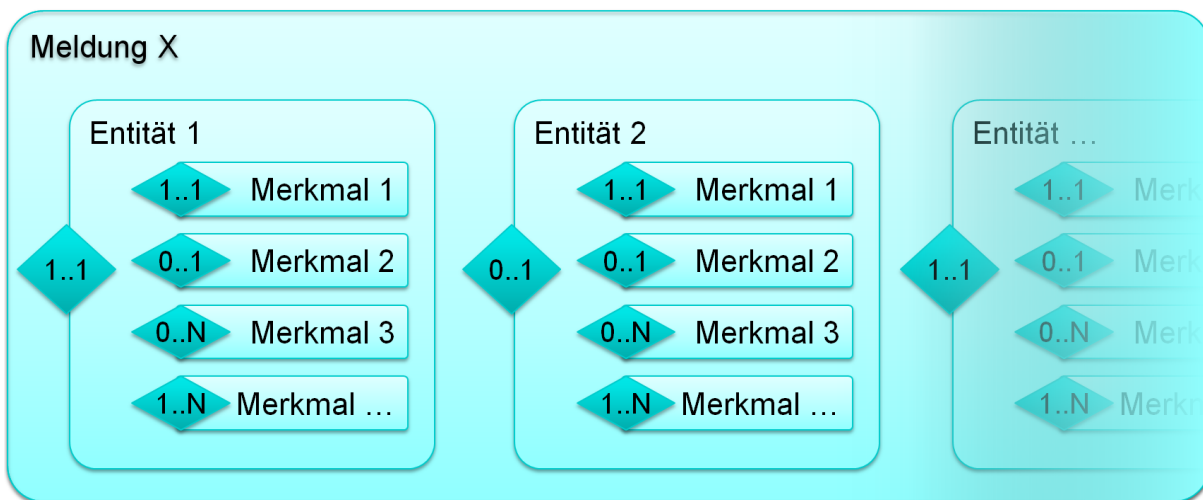 Meldung X
Entität 1
1..1
1..1 Merkmal 1
0..1 Merkmal 2
0..N Merkmal 3
1..N Merkmal …
Entität 2
0..1
1..1 Merkmal 1
0..1 Merkmal 2
0..N Merkmal 3
1..N Merkmal …
Entität …
1..1
1..1
0..1
0..N
1..N